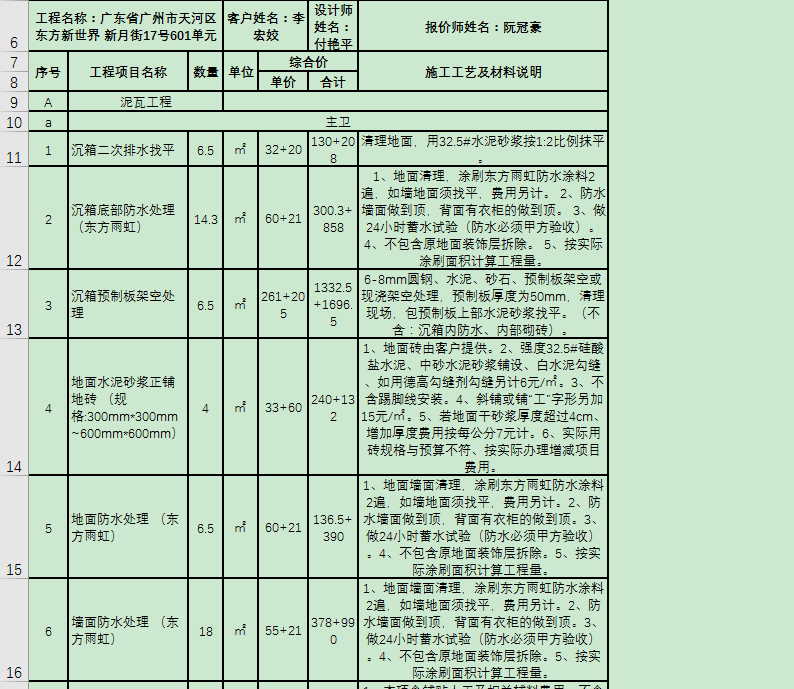 6
工程名称：广东省广州市天河区
东方新世界 新月街17号601单元
客户姓名：李
宏姣
设计师
姓名：
付艳平
报价师姓名：阮冠豪
7
8
序号
工程项目名称
数量
单位
综合价
单价
合计
施工工艺及材料说明
9
A
泥瓦工程
10
a
主卫
11
1
沉箱二次排水找平
6.5
㎡
32+20
130+20
8
清理地面，用32.5#水泥砂浆按1:2比例抹平
。
12
2
沉箱底部防水处理
（东方雨虹）
14.3
㎡
60+21
300.3+
858
1、地面清理，涂刷东方雨虹防水涂料2
遍，如墙地面须找平，费用另计。 2、防水
墙面做到顶，背面有衣柜的做到顶。 3、做
24小时蓄水试验（防水必须甲方验收）。
4、不包含原地面装饰层拆除。 5、按实际
涂刷面积计算工程量。
13
3
沉箱预制板架空处
理
6.5
㎡
261+20
5
1332.5
+1696.
5
6-8mm圆钢、水泥、砂石、预制板架空或
现浇架空处理，预制板厚度为50mm，清理
现场，包预制板上部水泥砂浆找平。（不
含：沉箱内防水、内部砌砖）。
14
4
地面水泥砂浆正铺
地砖 （规
格:300mm*300mm
~600mm*600mm）
4
㎡
33+60
240+13
2
1、地面砖由客户提供。2、强度32.5#硅酸
盐水泥、中砂水泥砂浆铺设、白水泥勾缝
、如用德高勾缝剂勾缝另计6元/㎡。3、不
含踢脚线安装。4、斜铺或铺“工”字形另加
15元/㎡。5、若地面干砂浆厚度超过4cm、
增加厚度费用按每公分7元计。6、实际用
砖规格与预算不符、按实际办理增减项目
费用。
15
5
地面防水处理 （东
方雨虹）
6.5
㎡
60+21
136.5+
390
1、地面墙面清理，涂刷东方雨虹防水涂料
2遍，如墙地面须找平，费用另计。2、防
水墙面做到顶，背面有衣柜的做到顶。3、
做24小时蓄水试验（防水必须甲方验收）
。4、不包含原地面装饰层拆除。5、按实
际涂刷面积计算工程量。
16
6
墙面防水处理 （东
方雨虹）
18
㎡
55+21
378+99
0
1、地面墙面清理，涂刷东方雨虹防水涂料
2遍，如墙地面须找平，费用另计。2、防
水墙面做到顶，背面有衣柜的做到顶。3、
做24小时蓄水试验（防水必须甲方验收）
。4、不包含原地面装饰层拆除。5、按实
际涂刷面积计算工程量。